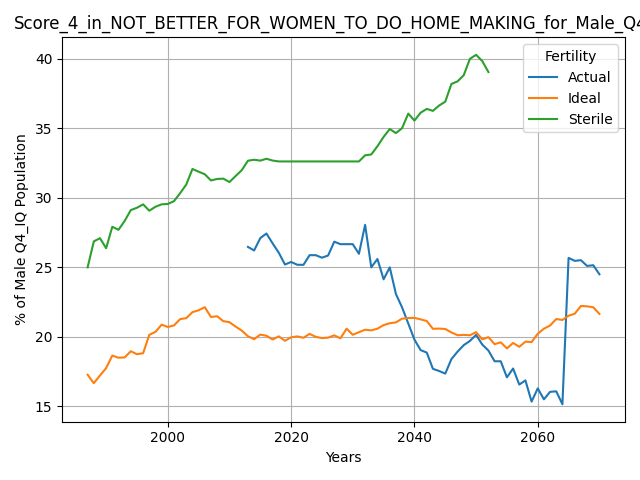 Score_4_in_NOT_BETTER_FOR_WOMEN_TO_DO_HOME_MAKING_for_Male_Q4
40
35
30
25
20
15
% of Male Q4_IQ Population
Fertility
Actual
Ideal
Sterile
2000
2020
2040
2060
Years